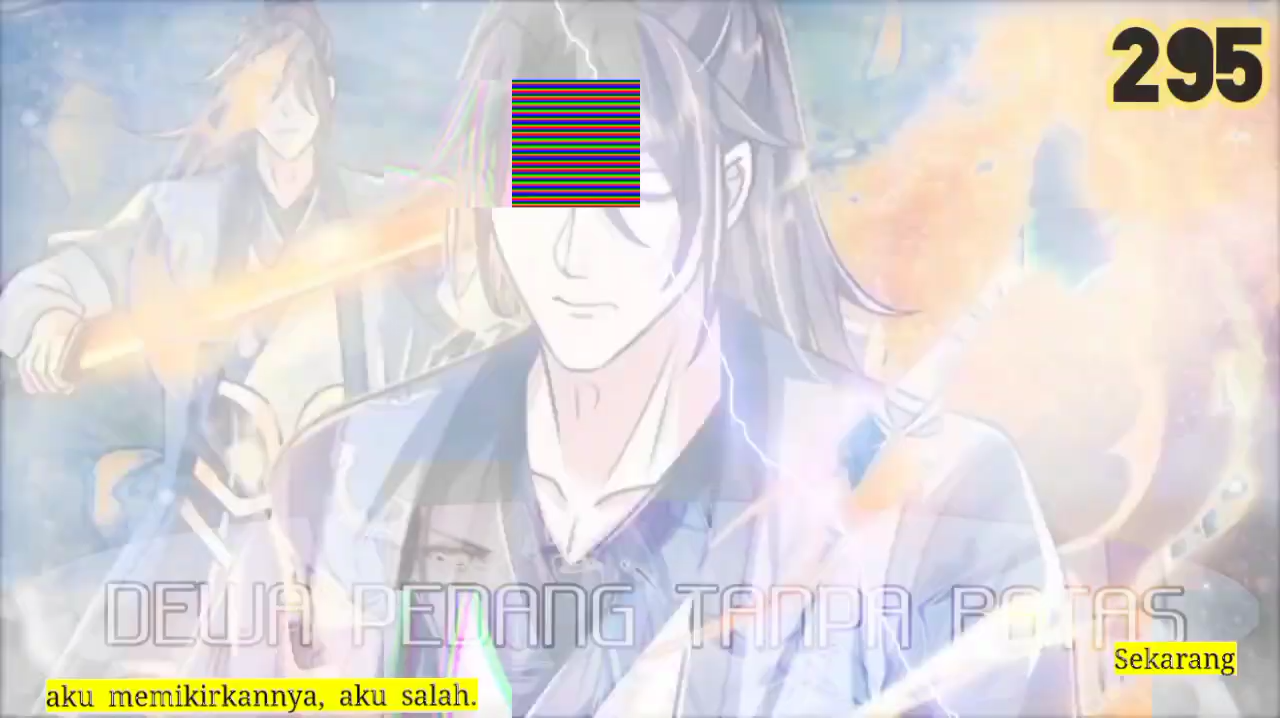 295
DEWA PEDANG TANPA BATAS
Sekarang
aku memikirkannya, aku salah.